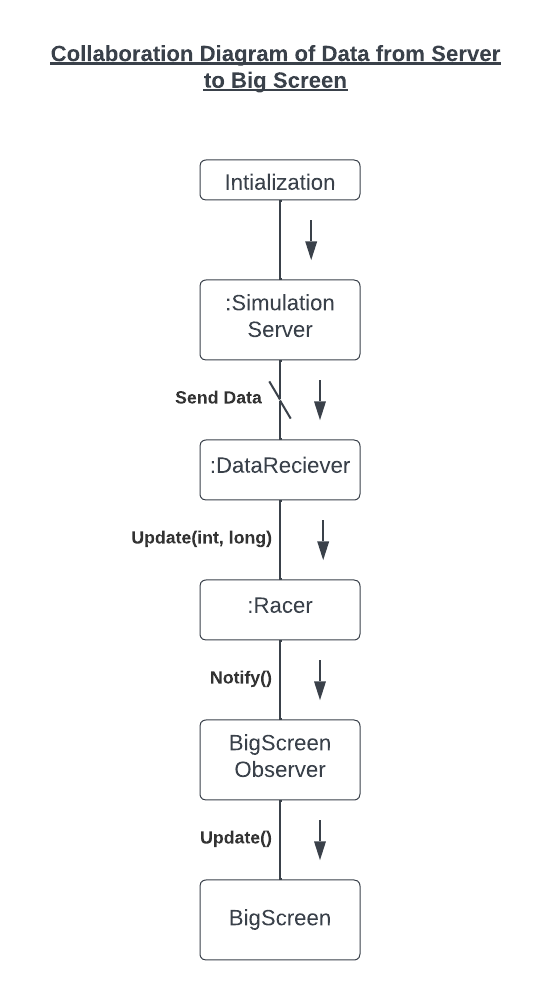 Collaboration Diagram of Data from Server
to Big Screen
Intialization
:Simulation
Server
Send Data
:DataReciever
Update(int, long)
:Racer
Notify()
BigScreen
Observer
Update()
BigScreen